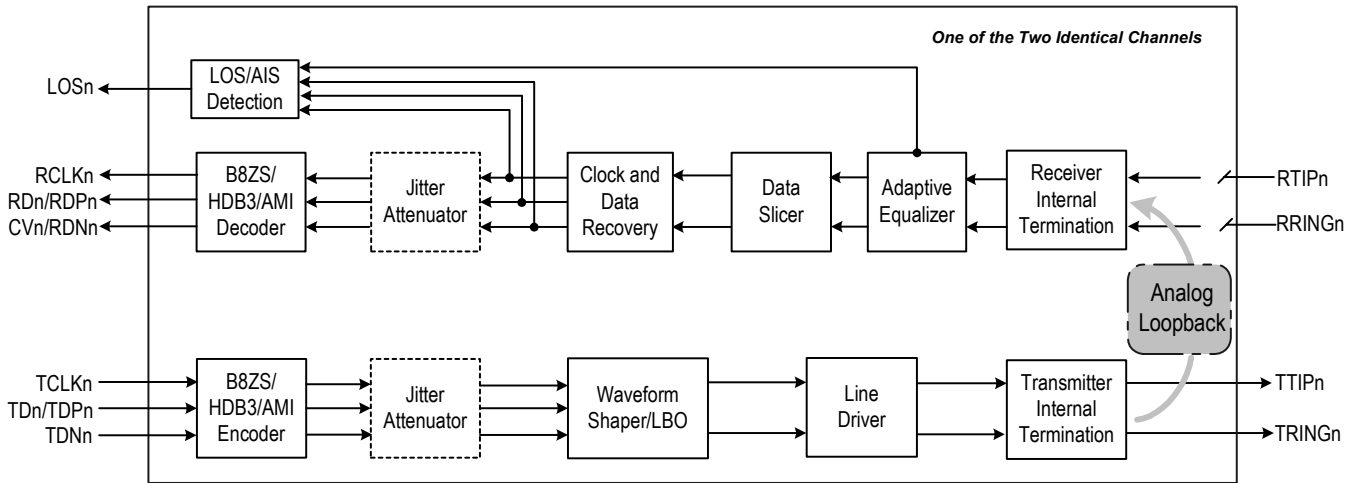 One of the Two Identical Channels
LOSn
LOS/AIS
Detection
RCLKn
RDn/RDPn
CVn/RDNn
B8ZS/
HDB3/AMI
Decoder
Jitter
Attenuator
Clock and
Data
Recovery
Data
Slicer
Adaptive
Equalizer
Receiver
Internal
Termination
RTIPn
RRINGn
Analog
Loopback
TCLKn
TDn/TDPn
TDNn
B8ZS/
HDB3/AMI
Encoder
Jitter
Attenuator
Waveform
Shaper/LBO
Line
Driver
Transmitter
Internal
Termination
TTIPn
TRINGn